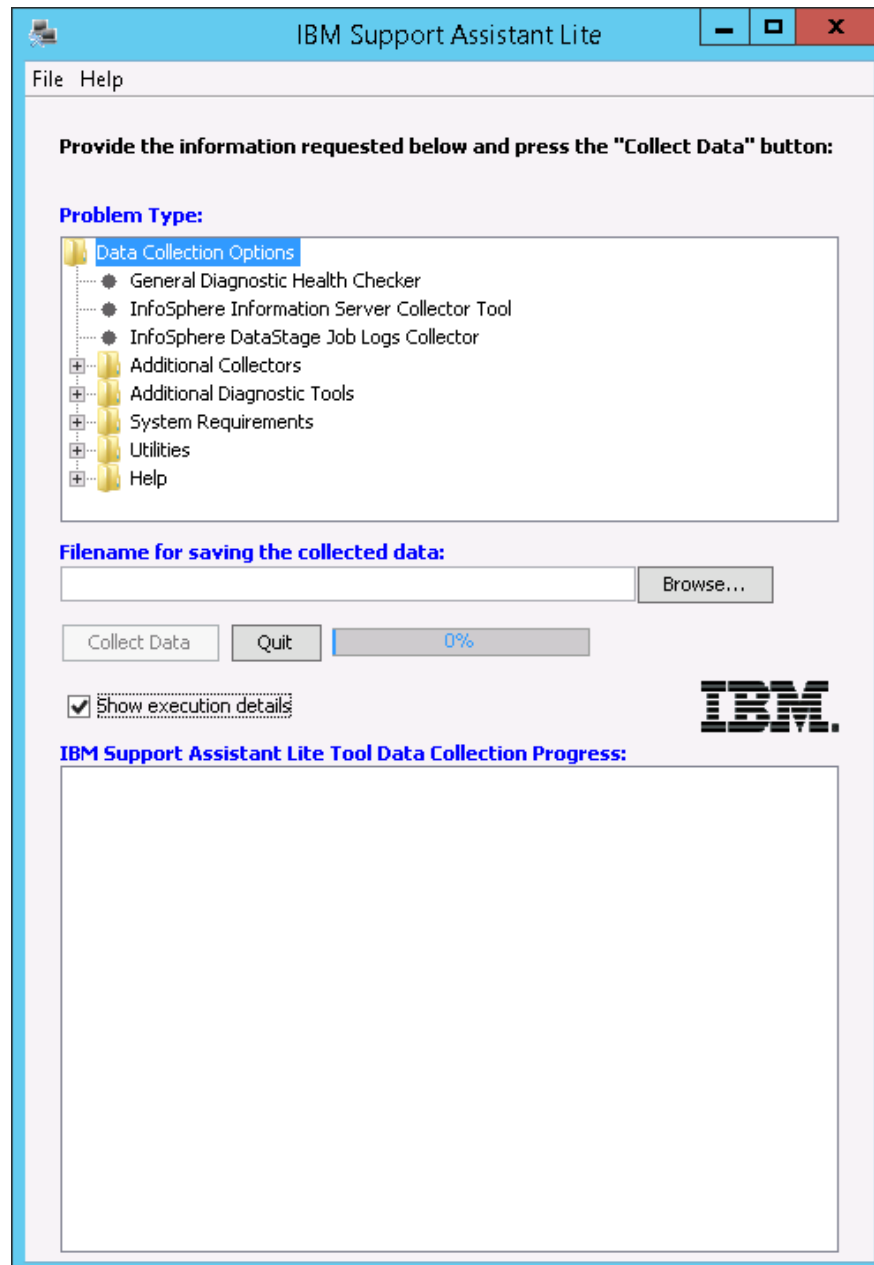 IBM Support Assistant Lite
File Help
Provide the information requested below and press the "Collect Data" button:
Problem Type:
Data Collection Options
General Diagnostic Health Checker
InfoSphere Information Server Collector Tool
InfoSphere DataStage Job Logs Collector
Additional Collectors
Additional Diagnostic Tools
System Requirements
Utilities
Help
Filename for saving the collected data:
Browse...
Collect Data Quit 0%
Show execution details
IBM.
IBM Support Assistant Lite Tool Data Collection Progress: